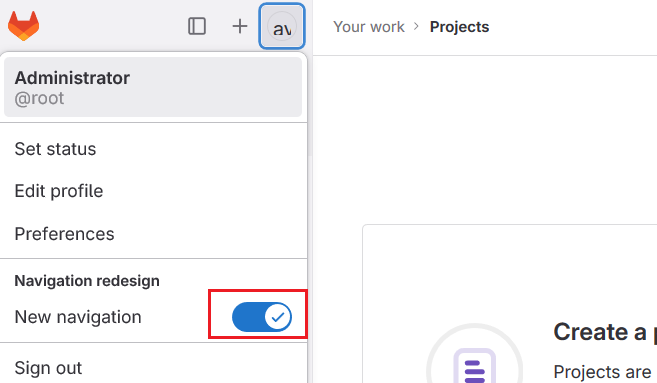 av
Your work > Projects
Administrator
@root
Set status
Edit profile
Preferences
Navigation redesign
New navigation
Sign out
Create a
Projects are